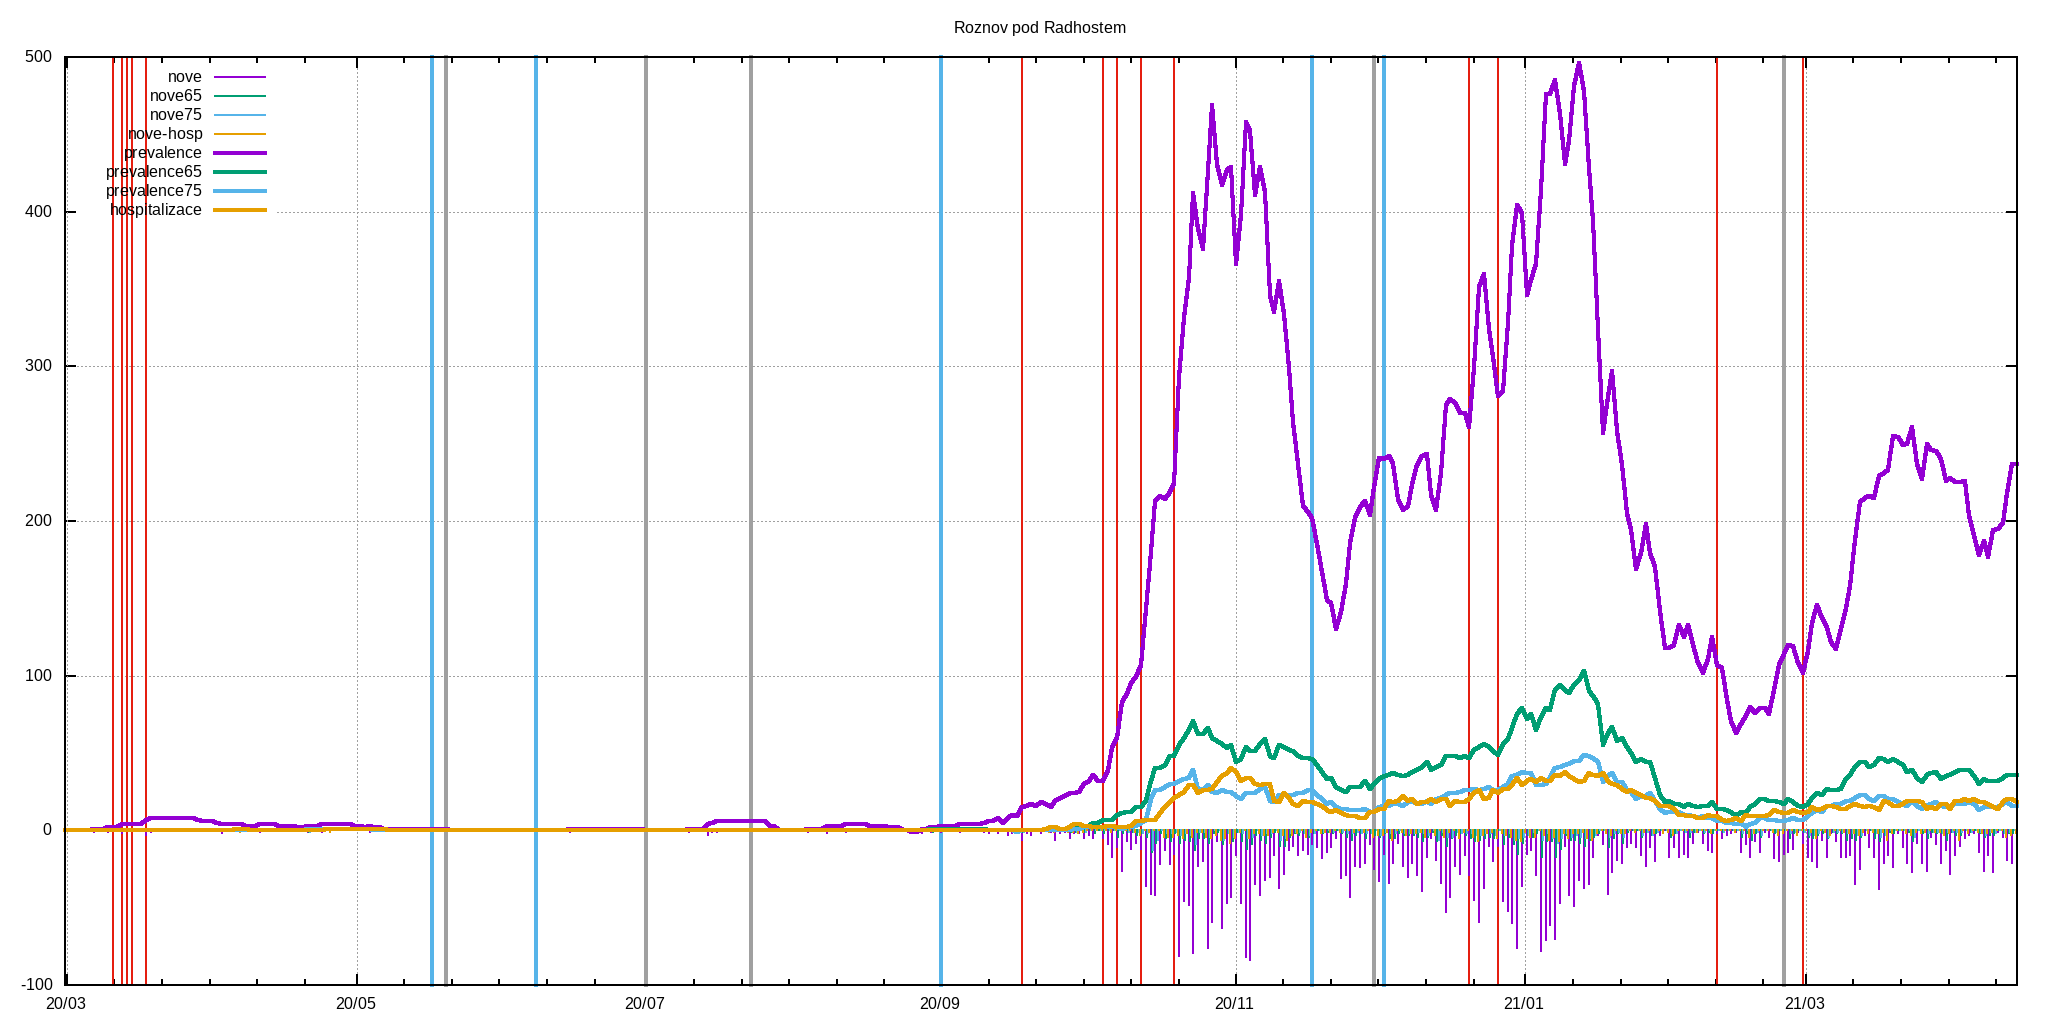 Roznov pod Radhostem
500
400
300
200
100
0
-100
nove
nove65
nove75
nove-hosp
prevalence
prevalence65
prevalence75
hospitalizace
20/03 20/05 20/07 20/09 20/11 21/01 21/03